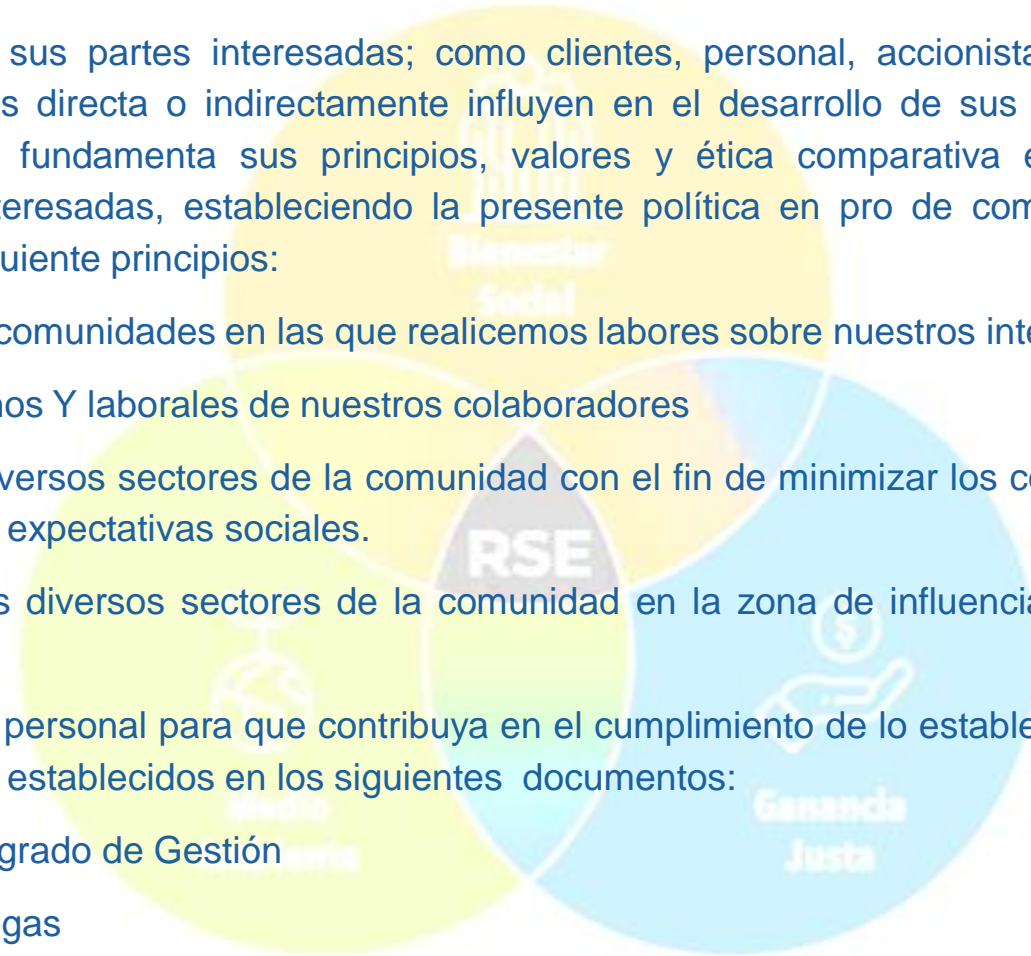 sus partes interesadas; como clientes, personal, accionista
s directa o indirectamente influyen en el desarrollo de sus
fundamenta sus principios, valores y ética comparativa e
teresadas, estableciendo la presente política en pro de com
uiente principios:
Bienestar
Social
comunidades en las que realicemos labores sobre nuestros inte
nos Y laborales de nuestros colaboradores
versos sectores de la comunidad con el fin de minimizar los co
expectativas sociales.
RSE
s diversos sectores de la comunidad en la zona de influencia
personal para que contribuya en el cumplimiento de lo estable
establecidos en los siguientes documentos:
Medio
Ganancia
Justa
grado de Gestión
gas